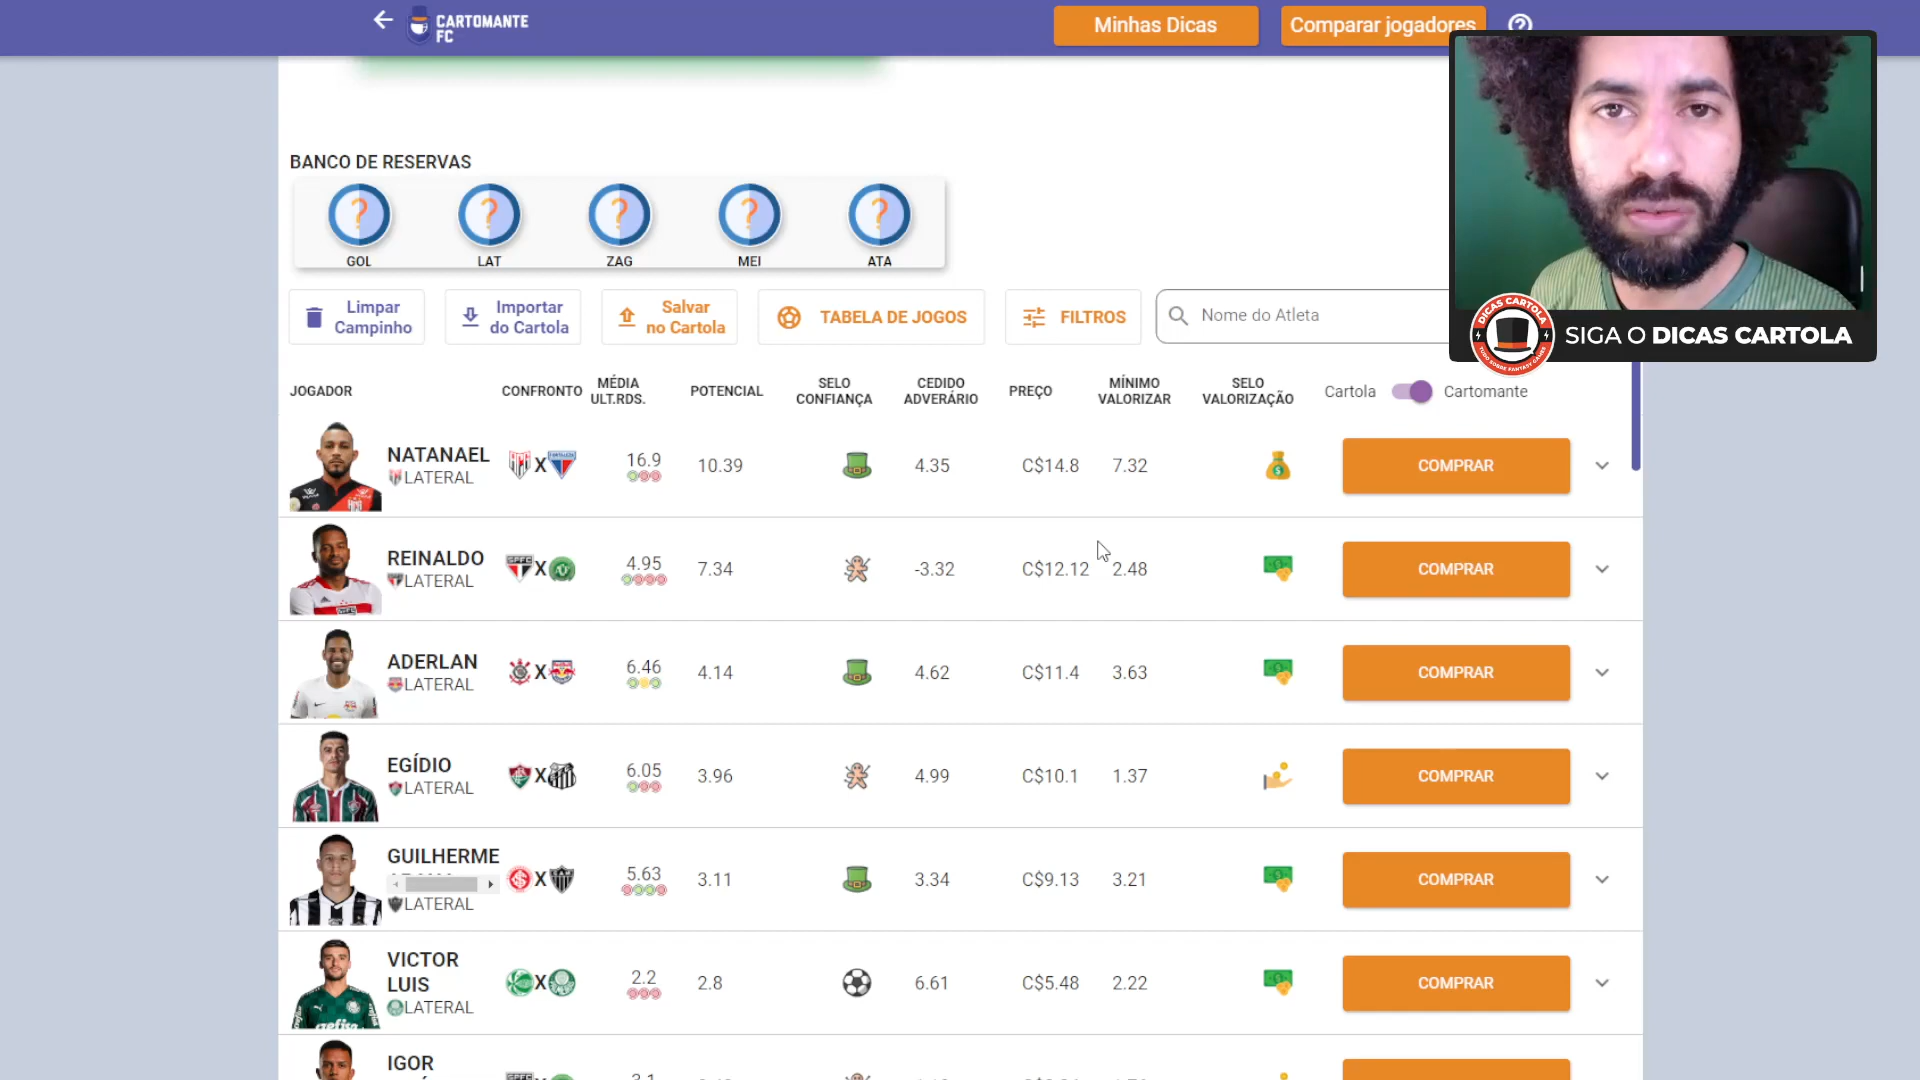 CARTOMANTE
FC
Minhas Dicas
Comparar jogadores
BANCO DE RESERVAS
GOL LAT ZAG MEI ATA
Limpar Campinho
Importar do Cartola
Salvar no Cartola
TABELA DE JOGOS
FILTROS
Nome do Atleta
DICAS CARTOLA
TUDO SOBRE FANTASY GAMES
SIGA O DICAS CARTOLA
JOGADOR CONFRONTO MÉDIA ULT.RDS. POTENCIAL SELO CONFIANÇA CEDIDO ADVERÁRIO PREÇO MÍNIMO VALORIZAR SELO VALORIZAÇÃO Cartola Cartomante
NATANAEL LATERAL X 16.9 10.39 4.35 C$14.8 7.32 COMPRAR
REINALDO LATERAL X 4.95 7.34 -3.32 C$12.12 2.48 COMPRAR
ADERLAN LATERAL X 6.46 4.14 4.62 C$11.4 3.63 COMPRAR
EGÍDIO LATERAL X 6.05 3.96 4.99 C$10.1 1.37 COMPRAR
GUILHERME LATERAL X 5.63 3.11 3.34 C$9.13 3.21 COMPRAR
VICTOR LUIS LATERAL X 2.2 2.8 6.61 C$5.48 2.22 COMPRAR
IGOR